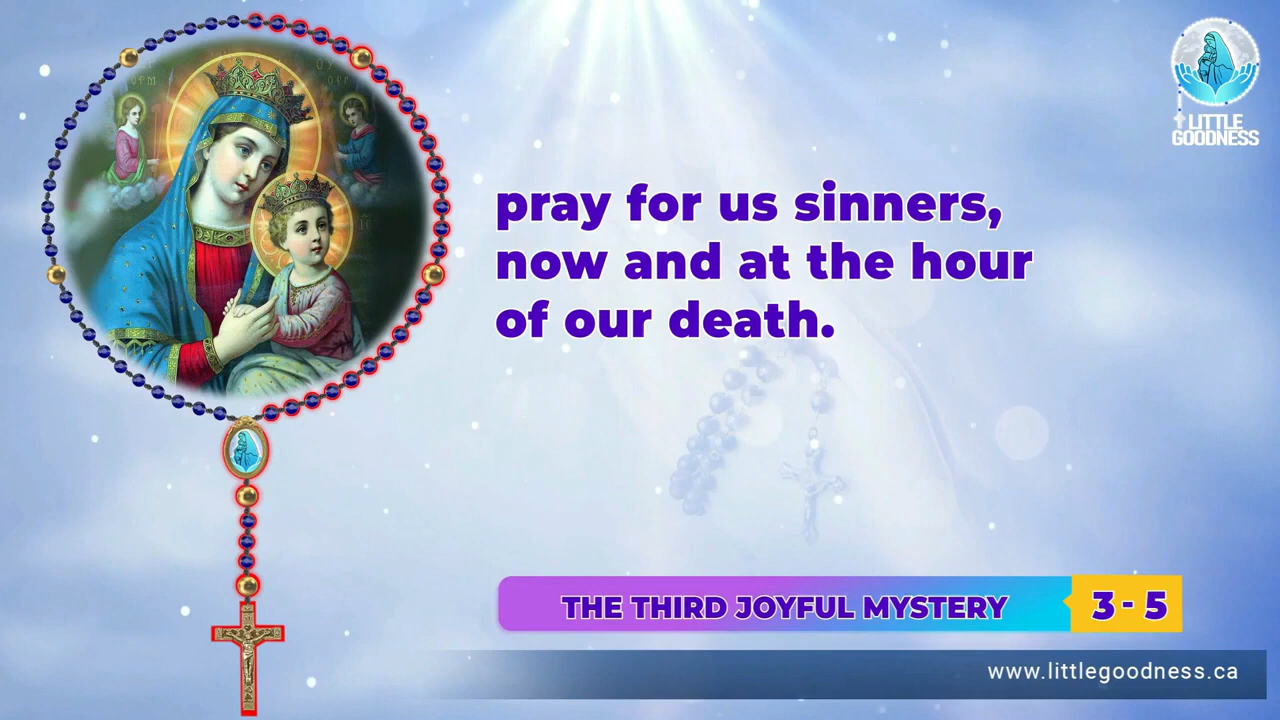 LITTLE
GOODNESS
pray for us sinners,
now and at the hour
of our death.
THE THIRD JOYFUL MYSTERY
3 - 5
www.littlegoodness.ca